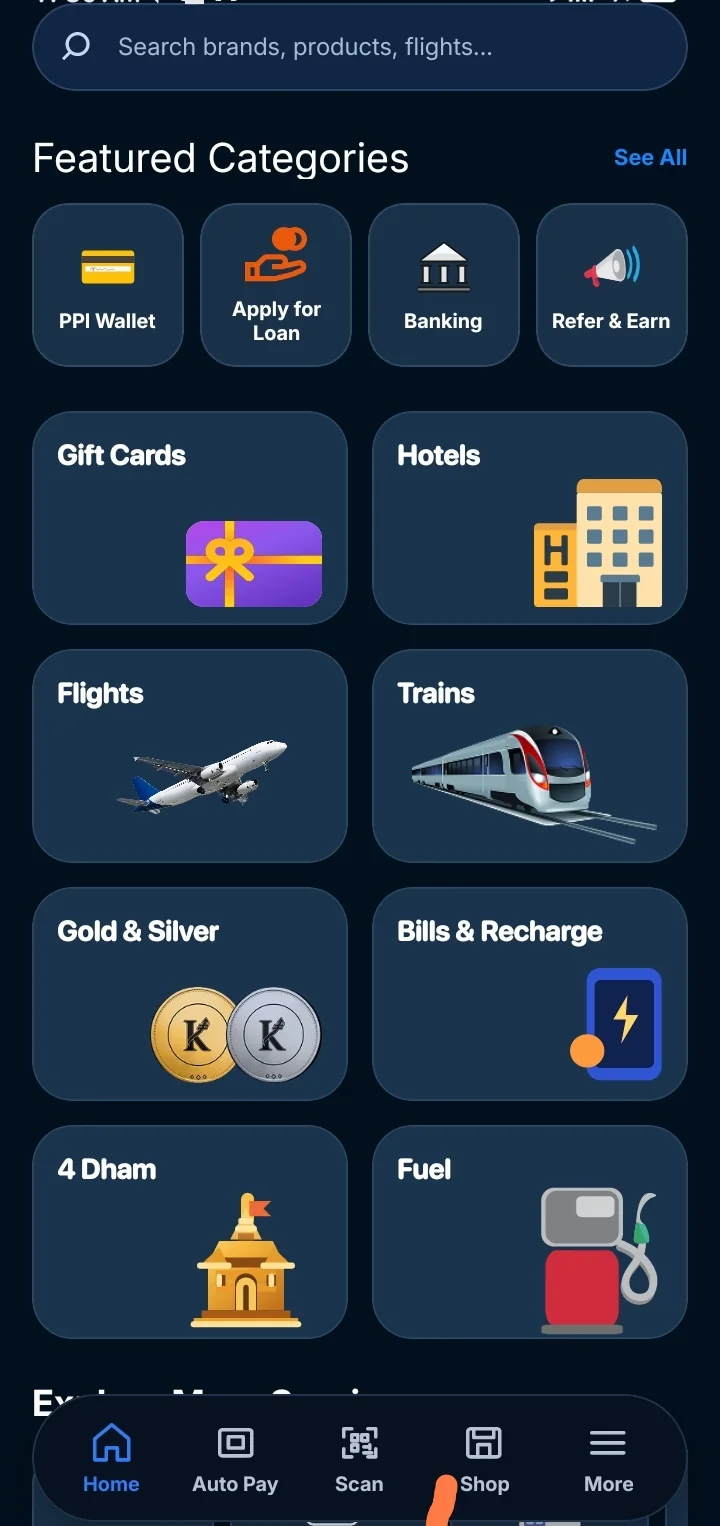 Search brands, products, flights...
Featured Categories
See All
PPI Wallet
Apply for
Loan
Banking
Refer & Earn
Gift Cards
Hotels
H
Flights
Trains
Gold & Silver
Bills & Recharge
K
K
4 Dham
Fuel
Home
Auto Pay
Scan
Shop
More